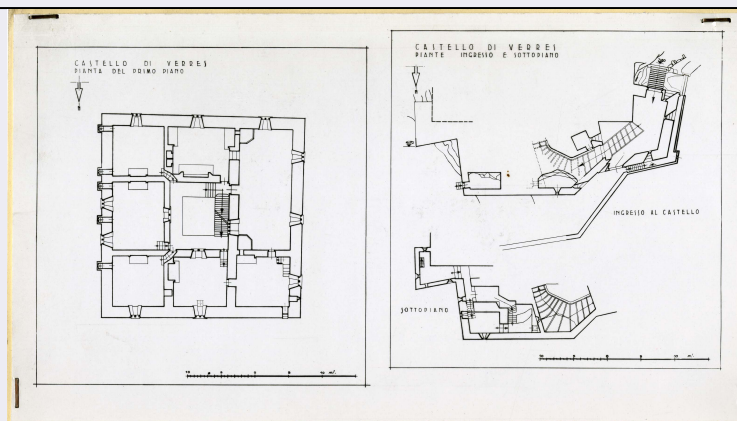 CASTELLO DI VERRES
PIANTA DEL PRIMO PIANO
CASTELLO DI VERRES
PIANTE INGRESSO E SOTTOPIANO
INGRESSO AL CASTELLO
SOTTOPIANO